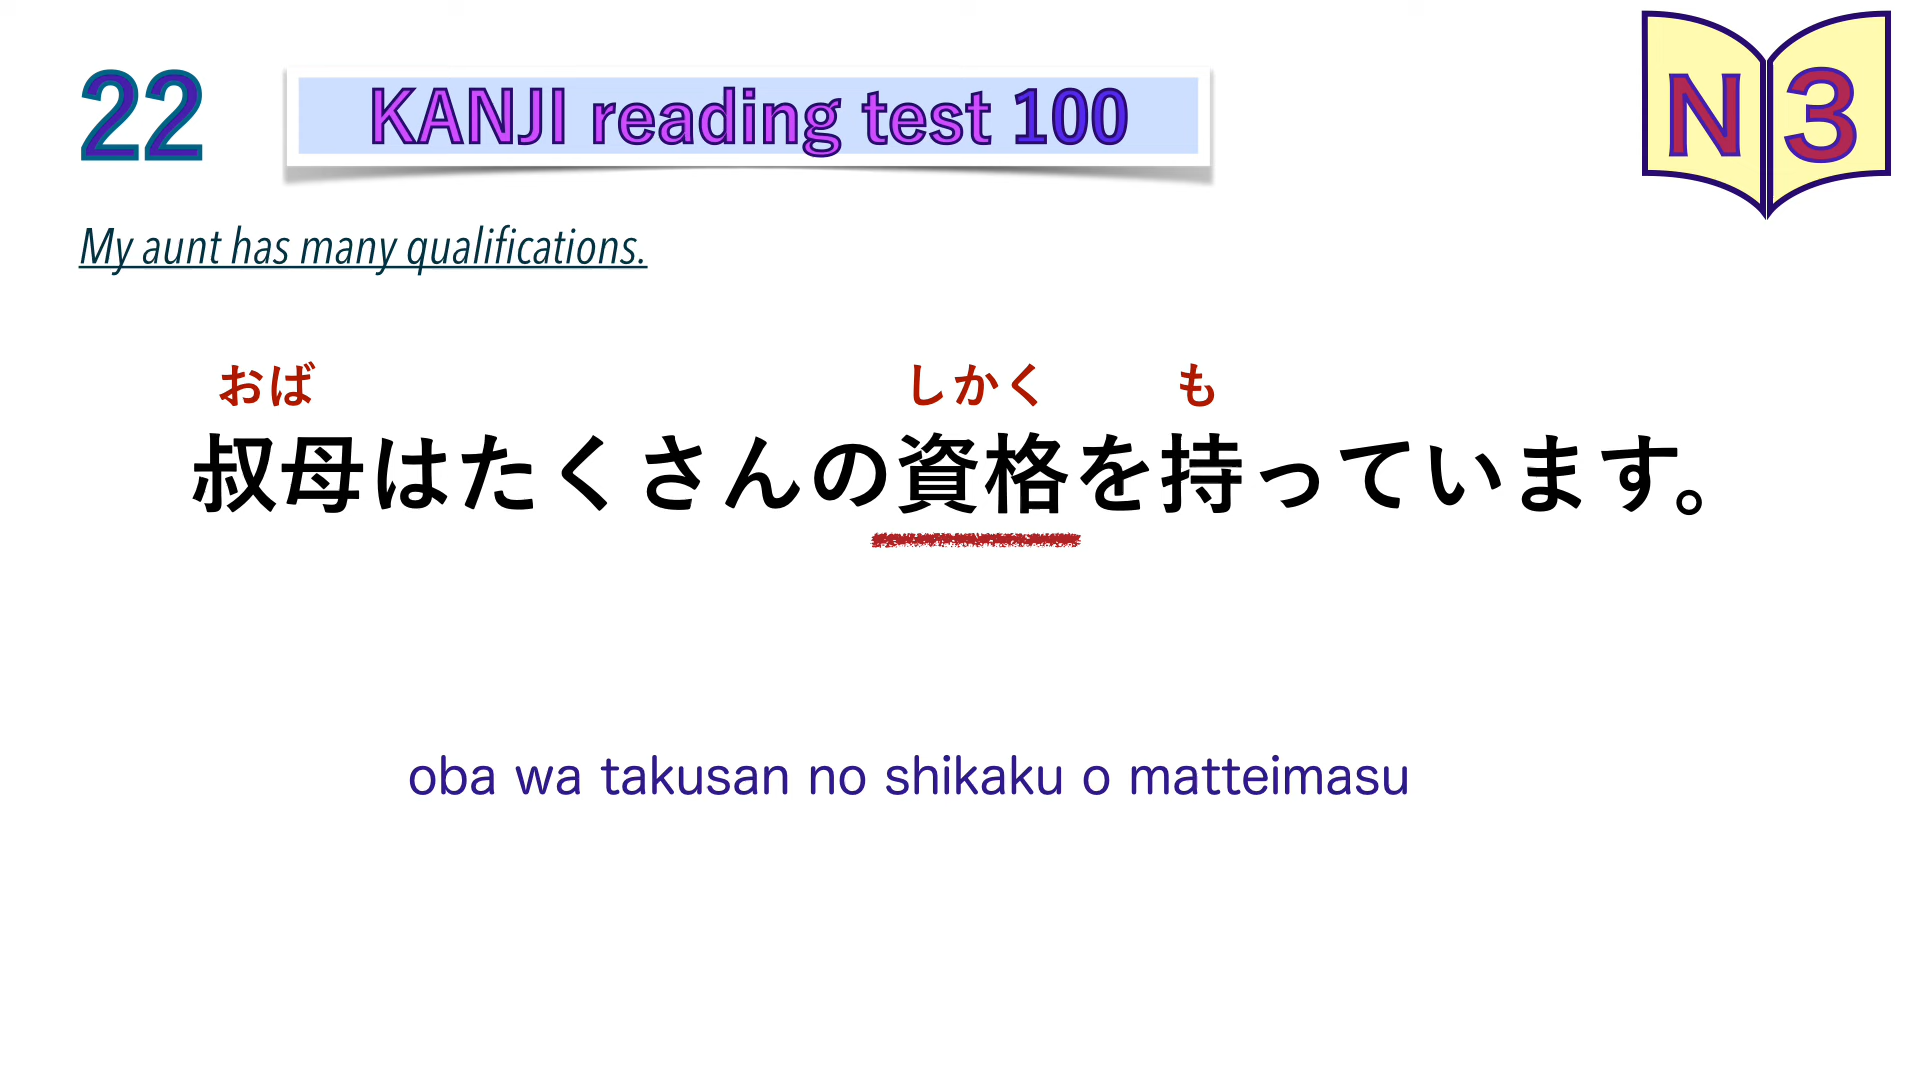 22
KANJI reading test 100
N3
My aunt has many qualifications.
おば しかく も
叔母はたくさんの資格を持っています。
oba wa takusan no shikaku o matteimasu